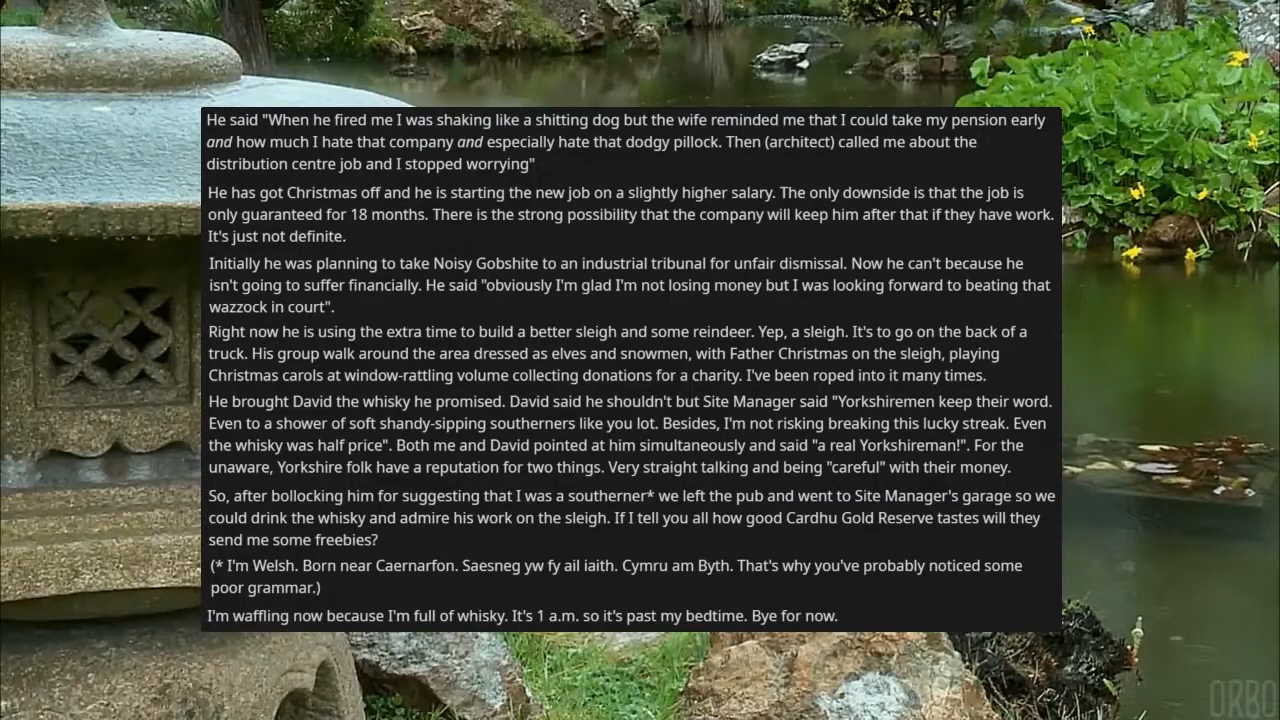 He said "When he fired me I was shaking like a shitting dog but the wife reminded me that I could take my pension early
and how much I hate that company and especially hate that dodgy pillock. Then (architect) called me about the
distribution centre job and I stopped worrying"
He has got Christmas off and he is starting the new job on a slightly higher salary. The only downside is that the job is
only guaranteed for 18 months. There is the strong possibility that the company will keep him after that if they have work.
It's just not definite.
Initially he was planning to take Noisy Gobshite to an industrial tribunal for unfair dismissal. Now he can't because he
isn't going to suffer financially. He said "obviously I'm glad I'm not losing money but I was looking forward to beating that
wazzock in court".
Right now he is using the extra time to build a better sleigh and some reindeer. Yep, a sleigh. It's to go on the back of a
truck. His group walk around the area dressed as elves and snowmen, with Father Christmas on the sleigh, playing
Christmas carols at window-rattling volume collecting donations for a charity. I've been roped into it many times.
He brought David the whisky he promised. David said he shouldn't but Site Manager said "Yorkshiremen keep their word.
Even to a shower of soft shandy-sipping southerners like you lot. Besides, I'm not risking breaking this lucky streak. Even
the whisky was half price". Both me and David pointed at him simultaneously and said "a real Yorkshireman!". For the
unaware, Yorkshire folk have a reputation for two things. Very straight talking and being "careful" with their money.
So, after bollocking him for suggesting that I was a southerner* we left the pub and went to Site Manager's garage so we
could drink the whisky and admire his work on the sleigh. If I tell you all how good Cardhu Gold Reserve tastes will they
send me some freebies?
(* I'm Welsh. Born near Caernarfon. Saesneg yw fy ail iaith. Cymru am Byth. That's why you've probably noticed some
poor grammar.)
I'm waffling now because I'm full of whisky. It's 1 a.m. so it's past my bedtime. Bye for now.
ORBO